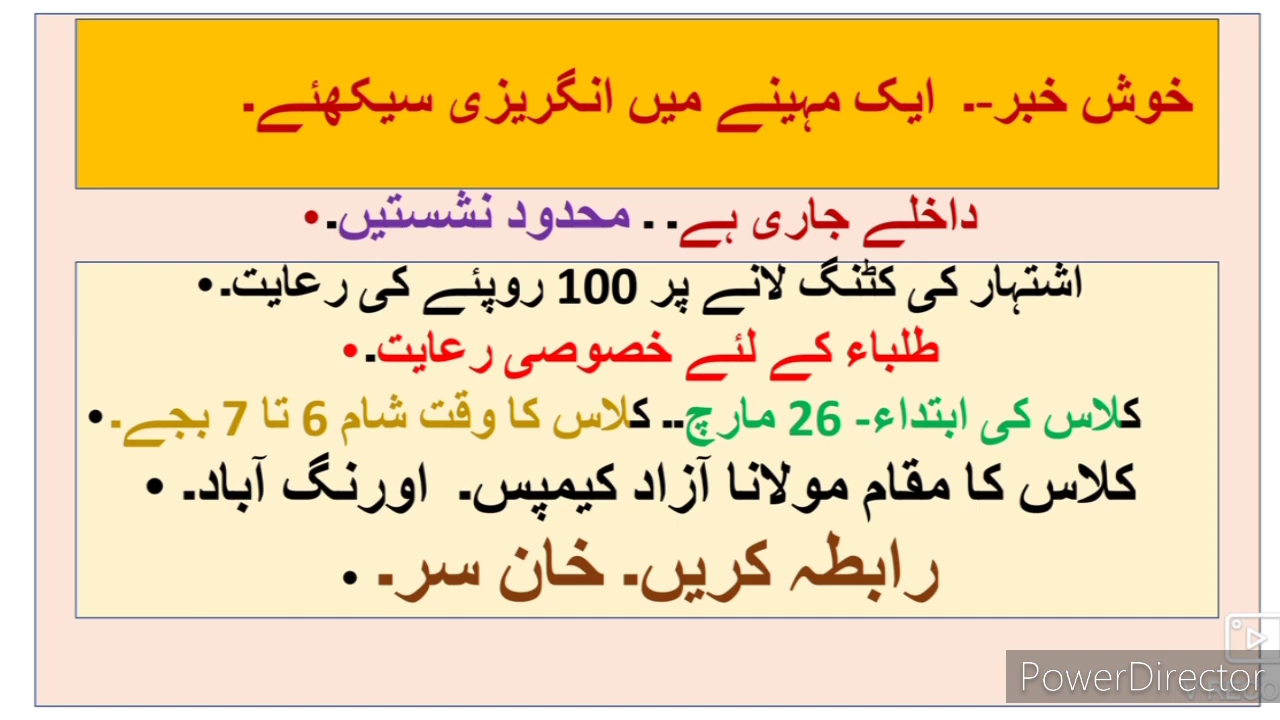 خوش خبر-۔ ایک مہینے میں انگریزی سیکھئے۔
داخلے جاری ہے۔ ۔ محدود نشستیں۔•
اشتہار کی کٹنگ لانے پر 100 روپئے کی رعایت۔•
طلباء کے لئے خصوصی رعایت۔•
کلاس کی ابتداء- 26 مارچ۔۔ کلاس کا وقت شام 6 تا 7 بجے۔•
کلاس کا مقام مولانا آزاد کیمپس۔ اورنگ آباد۔•
رابطہ کریں۔ خان سر۔•
PowerDirector